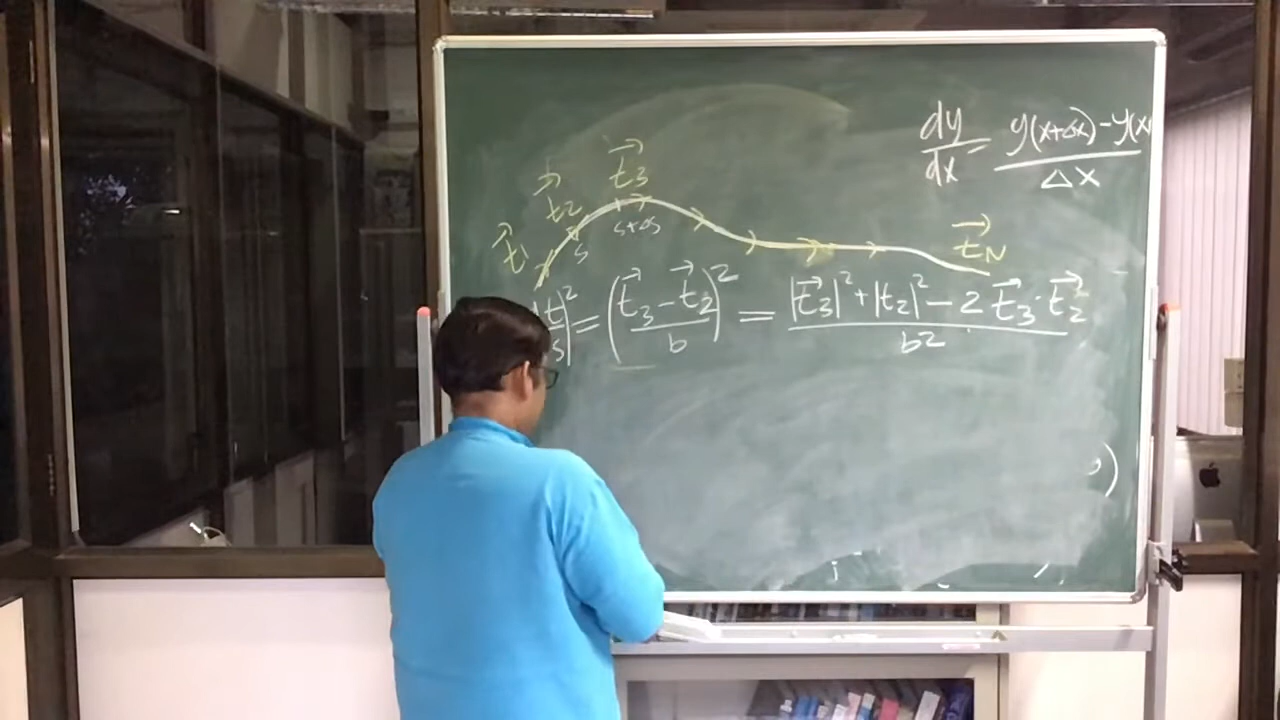 dy/dx = y(x+Δx)-y(x / Δx
t⃗3
t⃗2
s+Δs
t⃗1
s
t⃗N
t|² / s| = (t⃗3 - t⃗2 / b)² = |t⃗3|² + |t2|² - 2 t⃗3 · t⃗2 / b2